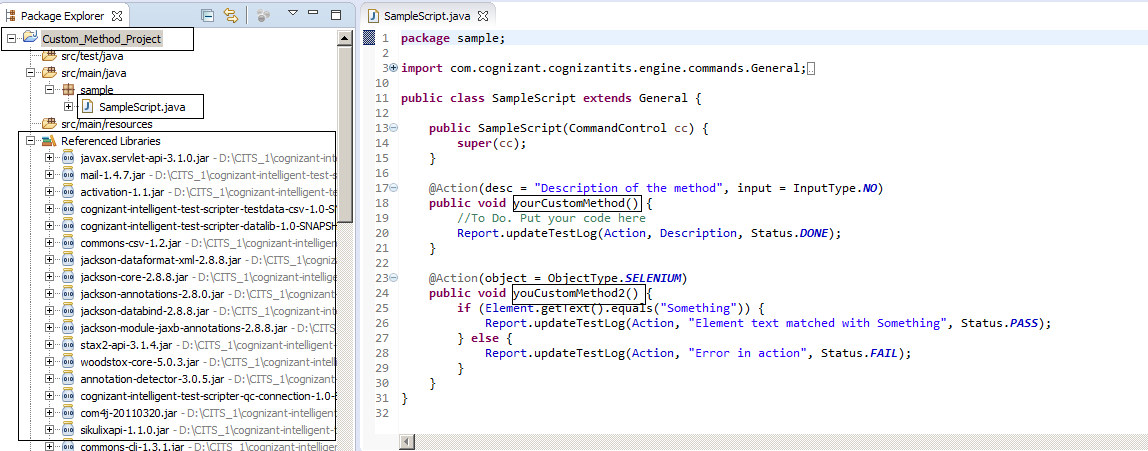 Package Explorer
Custom_Method_Project
src/test/java
src/main/java
sample
SampleScript.java
src/main/resources
Referenced Libraries
javax.servlet-api-3.1.0.jar - D:\CITS_1\cognizant-int
mail-1.4.7.jar - D:\CITS_1\cognizant-intelligent-test-s
activation-1.1.jar - D:\CITS_1\cognizant-intelligent-te
cognizant-intelligent-test-scripter-testdata-csv-1.0-SNA
cognizant-intelligent-test-scripter-datalib-1.0-SNAPSH
commons-csv-1.2.jar - D:\CITS_1\cognizant-intelligen
jackson-dataformat-xml-2.8.8.jar - D:\CITS_1\cogniza
jackson-core-2.8.8.jar - D:\CITS_1\cognizant-intelliger
jackson-annotations-2.8.0.jar - D:\CITS_1\cognizant-
jackson-databind-2.8.8.jar - D:\CITS_1\cognizant-inte
jackson-module-jaxb-annotations-2.8.8.jar - D:\CITS_
stax2-api-3.1.4.jar - D:\CITS_1\cognizant-intelligent-t
woodstox-core-5.0.3.jar - D:\CITS_1\cognizant-intellig
annotation-detector-3.0.5.jar - D:\CITS_1\cognizant-i
cognizant-intelligent-test-scripter-qc-connection-1.0-S
com4j-20110320.jar - D:\CITS_1\cognizant-intelligent
sikulixapi-1.1.0.jar - D:\CITS_1\cognizant-intelligent-t
commons-cli-1.3.1.jar - D:\CITS_1\cognizant-intelligen
SampleScript.java
1 package sample;
2
3 import com.cognizant.cognizantits.engine.commands.General;
10
11 public class SampleScript extends General {
12
13 public SampleScript(CommandControl cc) {
14 super(cc);
15 }
16
17 @Action(desc = "Description of the method", input = InputType.NO)
18 public void yourCustomMethod() {
19 //To Do. Put your code here
20 Report.updateTestLog(Action, Description, Status.DONE);
21 }
22
23 @Action(object = ObjectType.SELENIUM)
24 public void youCustomMethod2() {
25 if (Element.getText().equals("Something")) {
26 Report.updateTestLog(Action, "Element text matched with Something", Status.PASS);
27 } else {
28 Report.updateTestLog(Action, "Error in action", Status.FAIL);
29 }
30 }
31 }
32